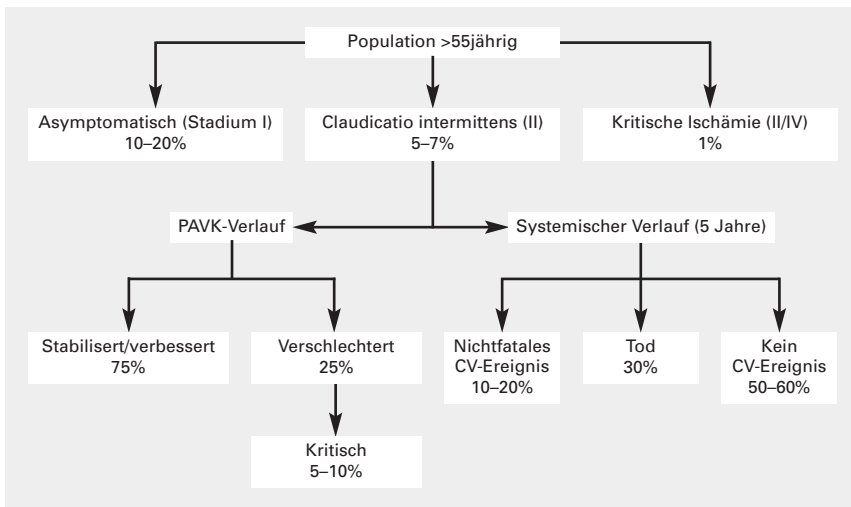 Population >55jährig
Asymptomatisch (Stadium I)
10–20%
Claudicatio intermittens (II)
5–7%
Kritische Ischämie (II/IV)
1%
PAVK-Verlauf
Systemischer Verlauf (5 Jahre)
Stabilisert/verbessert
75%
Verschlechtert
25%
Nichtfatales
CV-Ereignis
10–20%
Tod
30%
Kein
CV-Ereignis
50–60%
Kritisch
5–10%